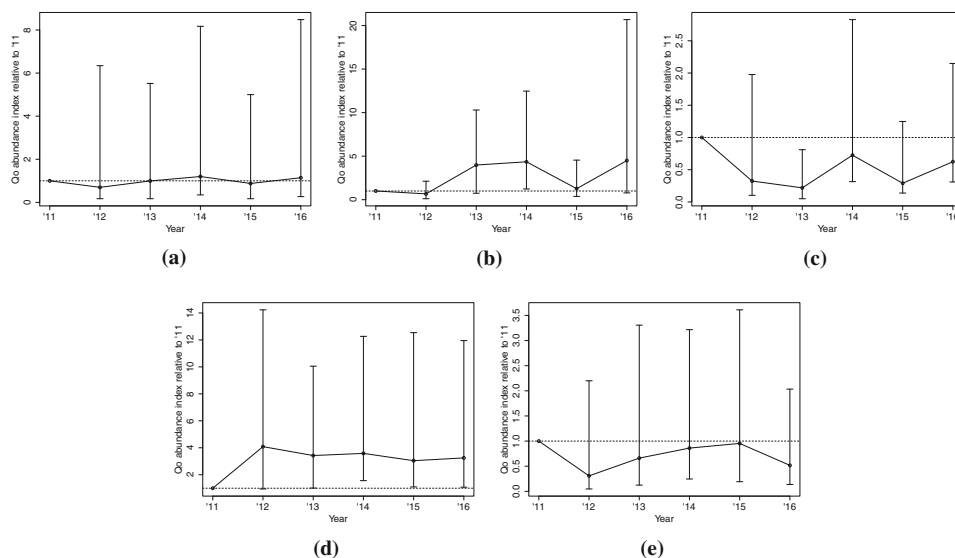 Qo abundance index relative to '11
0 2 4 6 8
'11 '12 '13 '14 '15 '16
Year
(a)
Qo abundance index relative to '11
0 5 10 15 20
'11 '12 '13 '14 '15 '16
Year
(b)
Qo abundance index relative to '11
0.0 0.5 1.0 1.5 2.0 2.5
'11 '12 '13 '14 '15 '16
Year
(c)
Qo abundance index relative to '11
2 4 6 8 10 12 14
'11 '12 '13 '14 '15 '16
Year
(d)
Qo abundance index relative to '11
0.0 0.5 1.0 1.5 2.0 2.5 3.0 3.5
'11 '12 '13 '14 '15 '16
Year
(e)